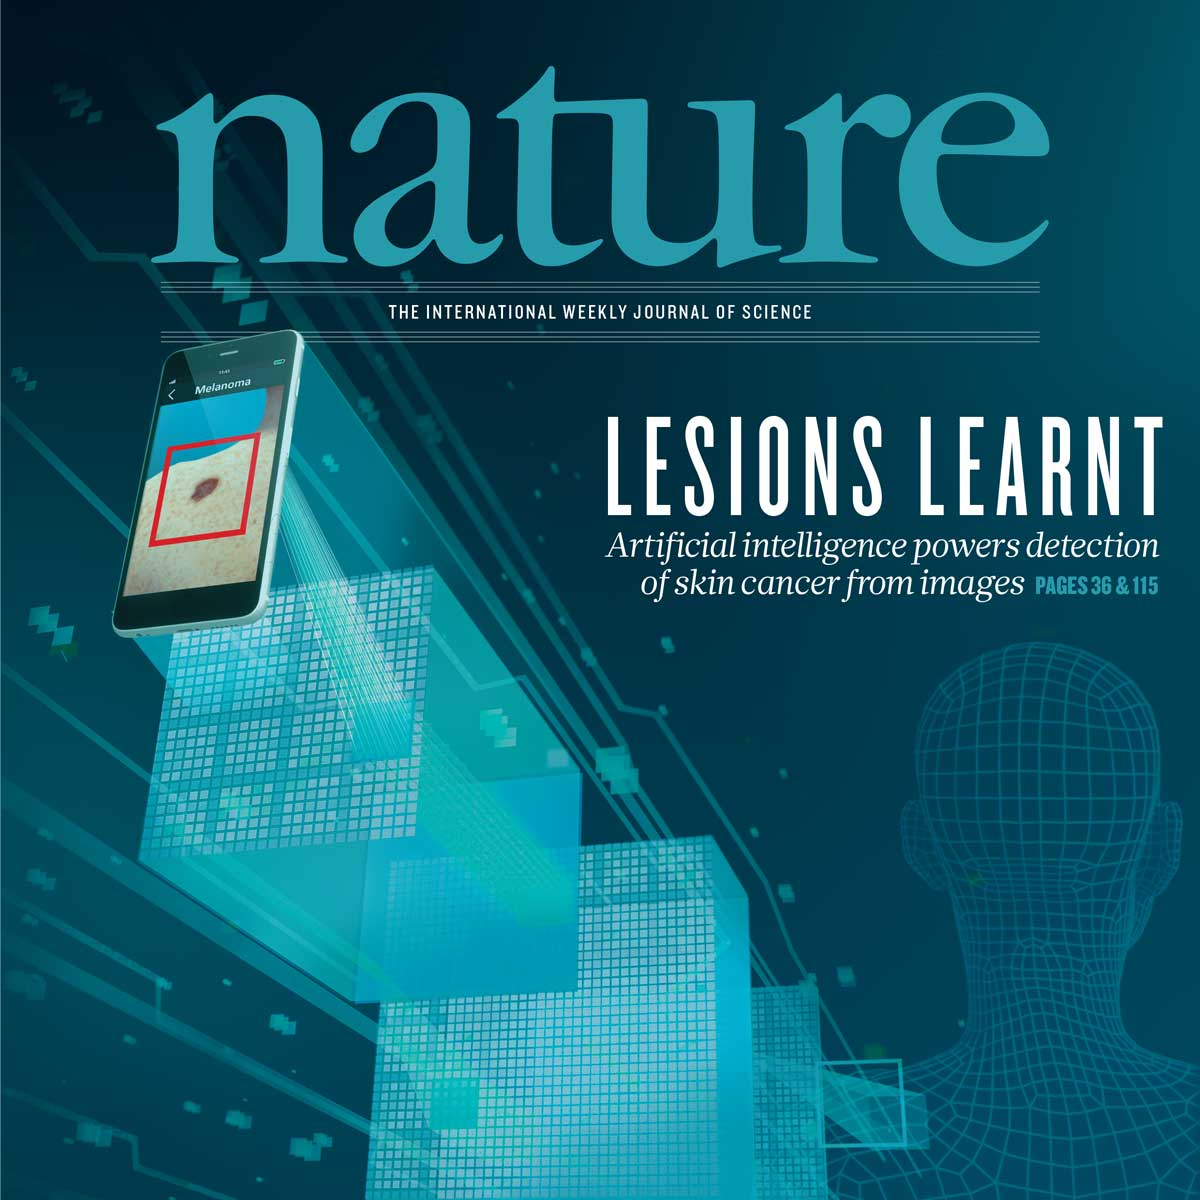 nature
THE INTERNATIONAL WEEKLY JOURNAL OF SCIENCE
Melanoma
LESIONS LEARNT
Artificial intelligence powers detection
of skin cancer from images PAGES 36 & 115